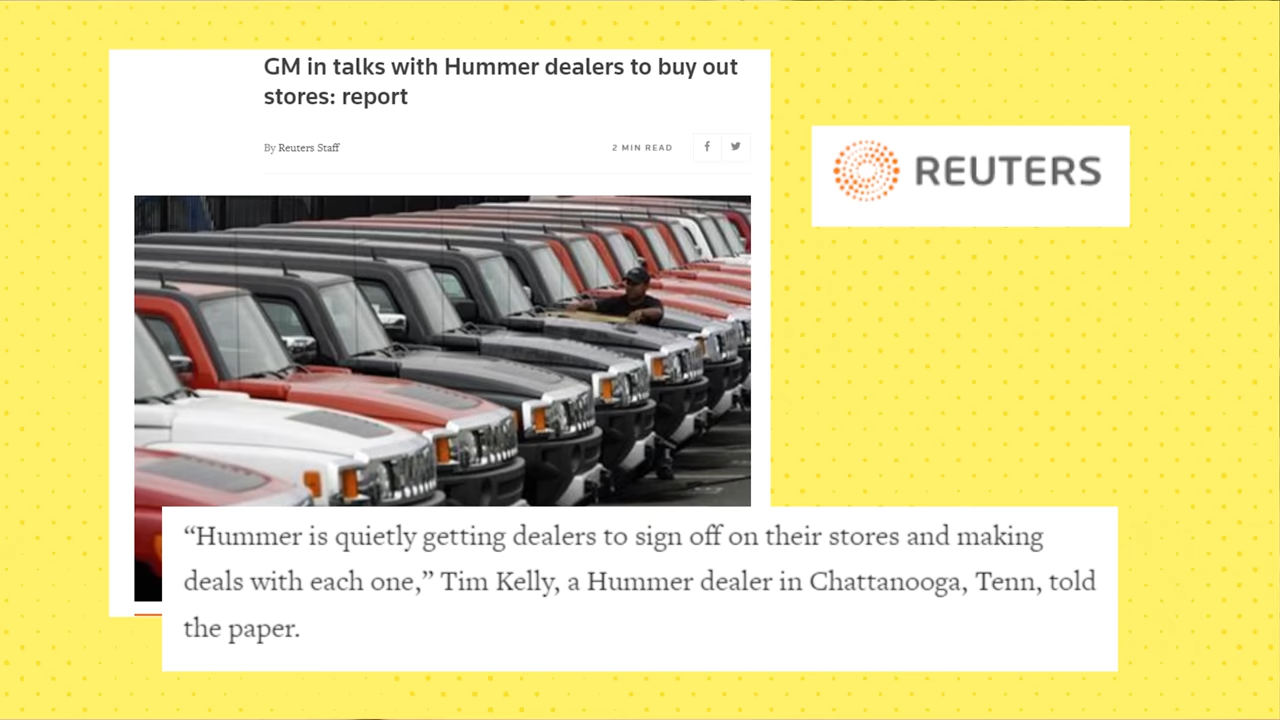 GM in talks with Hummer dealers to buy out
stores: report
By Reuters Staff
2 MIN READ
REUTERS
“Hummer is quietly getting dealers to sign off on their stores and making
deals with each one,” Tim Kelly, a Hummer dealer in Chattanooga, Tenn, told
the paper.